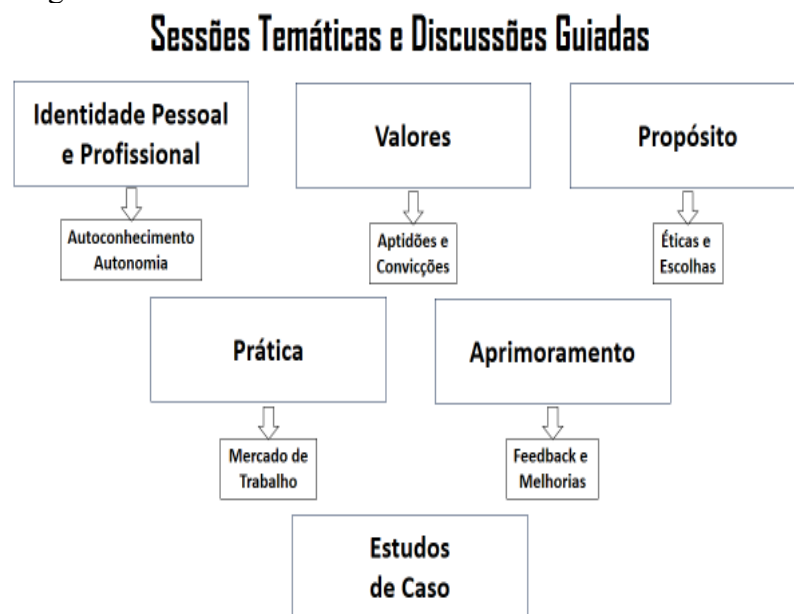 Sessões Temáticas e Discussões Guiadas
Identidade Pessoal
e Profissional
Valores
Propósito
Autoconhecimento
Autonomia
Aptidões e
Convicções
Éticas e
Escolhas
Prática
Aprimoramento
Mercado de
Trabalho
Feedback e
Melhorias
Estudos
de Caso